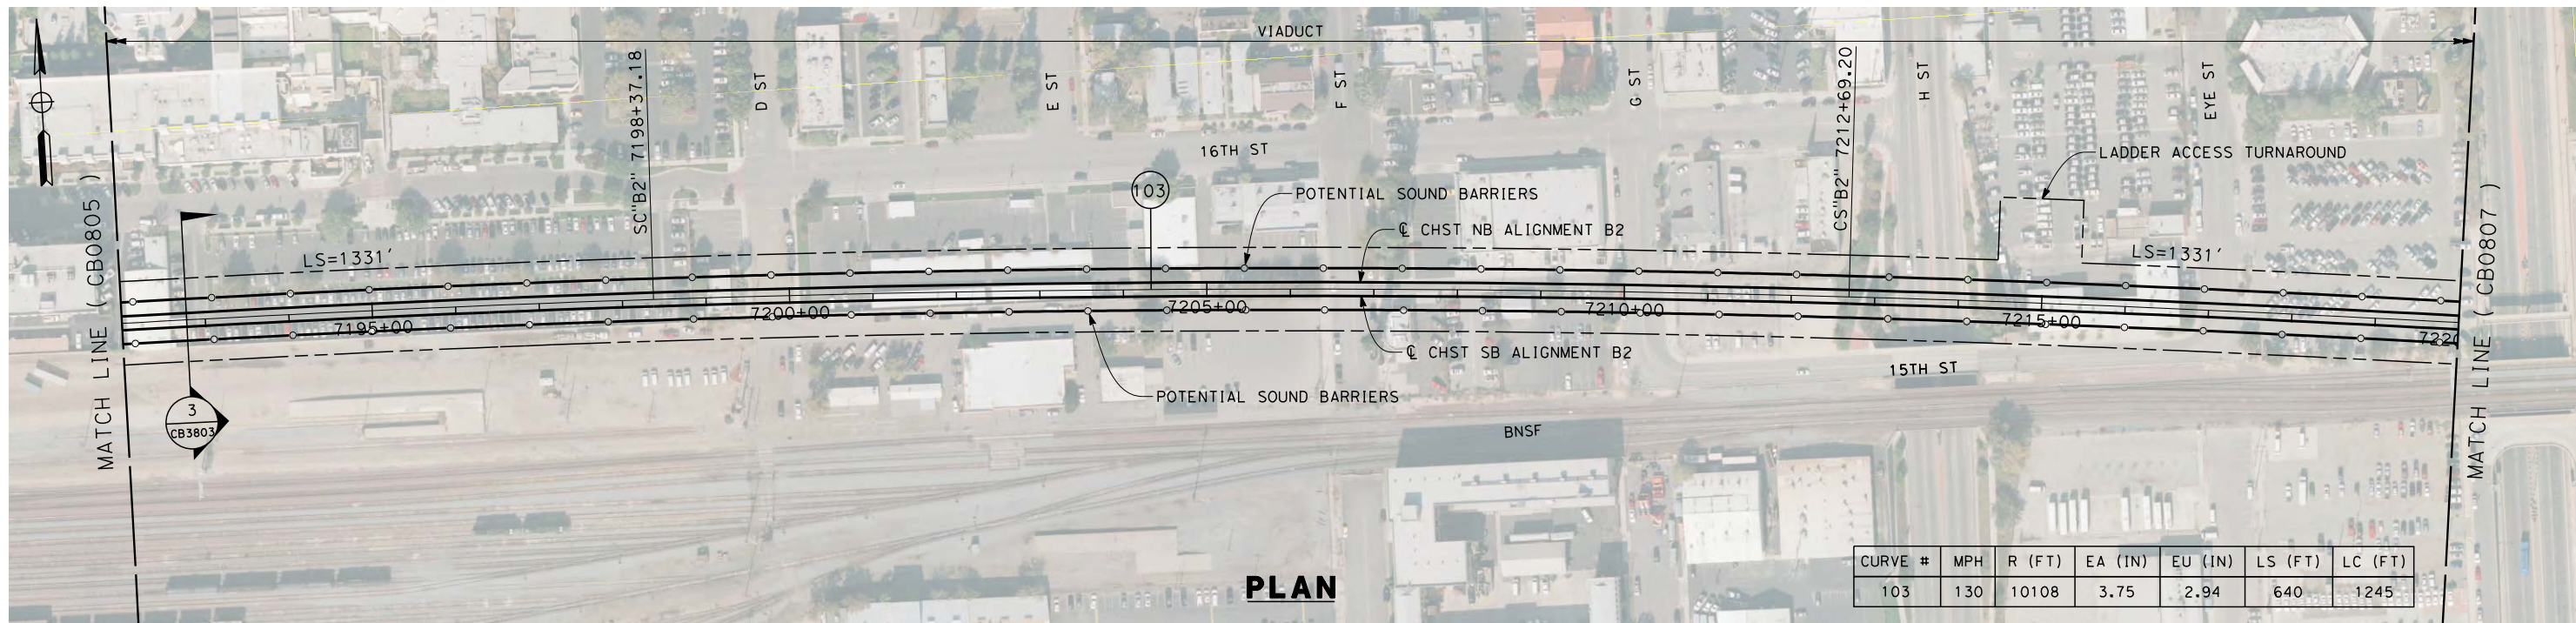 VIADUCT
SC"B2" 7198+37.18
D ST
E ST
F ST
G ST
CS"B2" 7212+69.20
H ST
EYE ST
16TH ST
LADDER ACCESS TURNAROUND
MATCH LINE ( CB0805 )
103
POTENTIAL SOUND BARRIERS
℄ CHST NB ALIGNMENT B2
LS=1331'
LS=1331'
MATCH LINE ( CB0807 )
7195+00
7200+00
7205+00
7210+00
7215+00
722
℄ CHST SB ALIGNMENT B2
15TH ST
POTENTIAL SOUND BARRIERS
3
CB3803
BNSF
PLAN
CURVE # MPH R (FT) EA (IN) EU (IN) LS (FT) LC (FT)
103 130 10108 3.75 2.94 640 1245